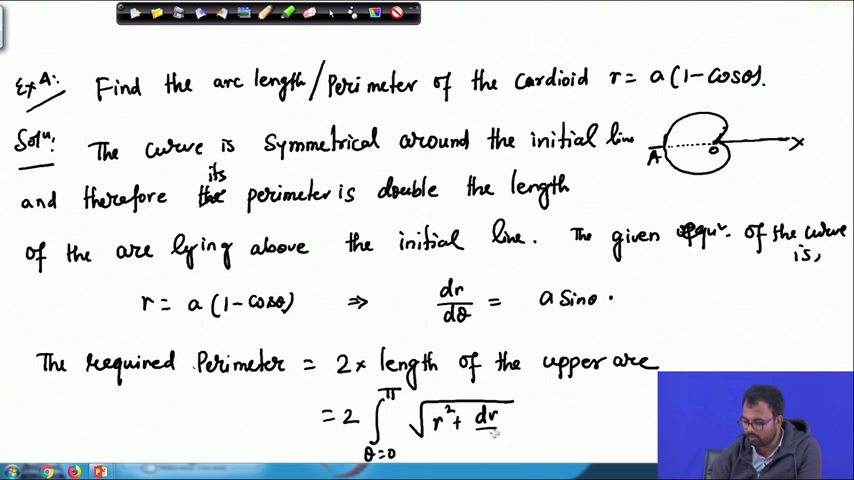 Ex 4:  Find the arc length/Perimeter of the Cardioid r = a(1-cosθ).
Solu:  The curve is symmetrical around the initial line
A O X
and therefore its perimeter is double the length
of the arc lying above the initial line. The given equⁿ. of the curve is,
r = a(1-cosθ) ⇒ dr/dθ = a Sinθ.
The required Perimeter = 2 × length of the upper arc
= 2 ∫_{θ=0}^{π} √(r² + dr